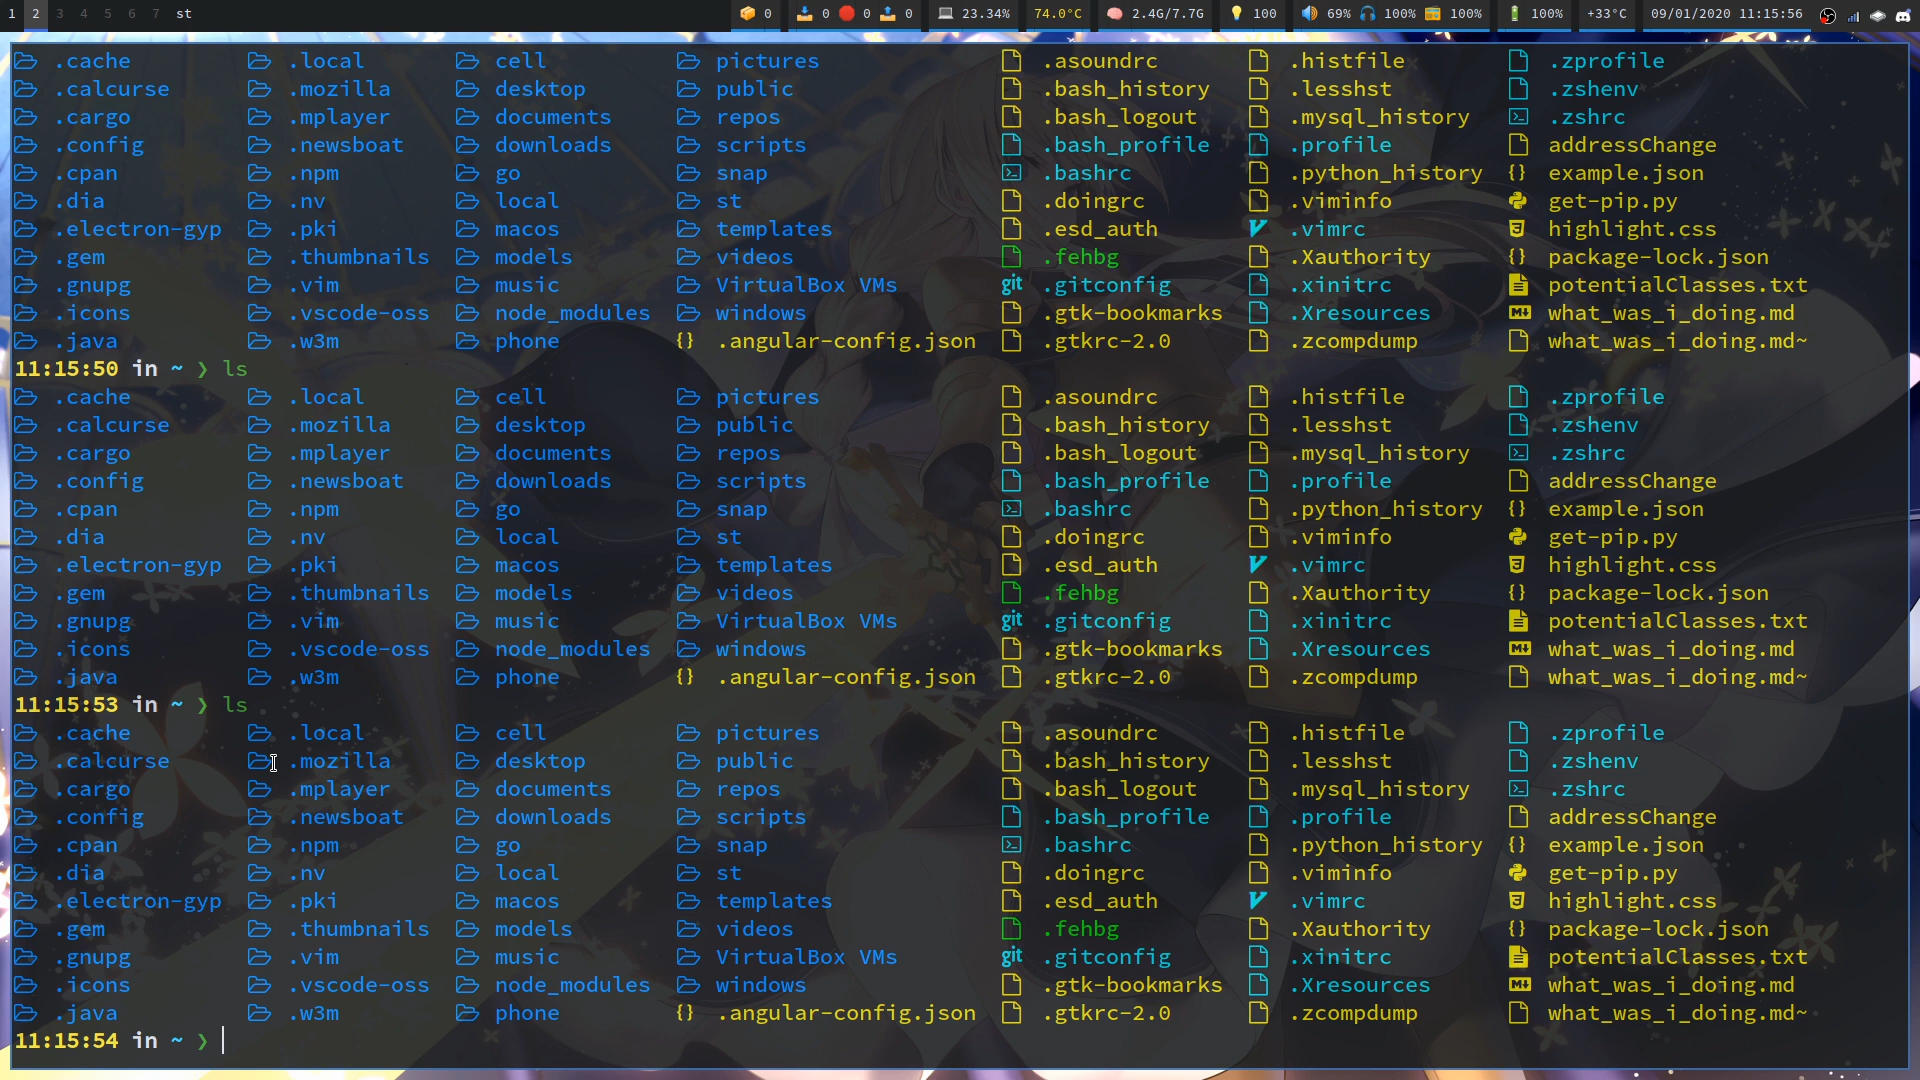 1 2 3 4 5 6 7 st 0 0 0 0 23.34% 74.0°C 2.4G/7.7G 100 69% 100% 100% 100% +33°C 09/01/2020 11:15:56
.cache .local cell pictures .asoundrc .histfile .zprofile
.calcurse .mozilla desktop public .bash_history .lesshst .zshenv
.cargo .mplayer documents repos .bash_logout .mysql_history .zshrc
.config .newsboat downloads scripts .bash_profile .profile addressChange
.cpan .npm go snap .bashrc .python_history {} example.json
.dia .nv local st .doingrc .viminfo get-pip.py
.electron-gyp .pki macos templates .esd_auth .vimrc highlight.css
.gem .thumbnails models videos .fehbg .Xauthority {} package-lock.json
.gnupg .vim music VirtualBox VMs git .gitconfig .xinitrc potentialClasses.txt
.icons .vscode-oss node_modules windows .gtk-bookmarks .Xresources what_was_i_doing.md
.java .w3m phone {} .angular-config.json .gtkrc-2.0 .zcompdump what_was_i_doing.md~
11:15:50 in ~ ❯ ls
.cache .local cell pictures .asoundrc .histfile .zprofile
.calcurse .mozilla desktop public .bash_history .lesshst .zshenv
.cargo .mplayer documents repos .bash_logout .mysql_history .zshrc
.config .newsboat downloads scripts .bash_profile .profile addressChange
.cpan .npm go snap .bashrc .python_history {} example.json
.dia .nv local st .doingrc .viminfo get-pip.py
.electron-gyp .pki macos templates .esd_auth .vimrc highlight.css
.gem .thumbnails models videos .fehbg .Xauthority {} package-lock.json
.gnupg .vim music VirtualBox VMs git .gitconfig .xinitrc potentialClasses.txt
.icons .vscode-oss node_modules windows .gtk-bookmarks .Xresources what_was_i_doing.md
.java .w3m phone {} .angular-config.json .gtkrc-2.0 .zcompdump what_was_i_doing.md~
11:15:53 in ~ ❯ ls
.cache .local cell pictures .asoundrc .histfile .zprofile
.calcurse .mozilla desktop public .bash_history .lesshst .zshenv
.cargo .mplayer documents repos .bash_logout .mysql_history .zshrc
.config .newsboat downloads scripts .bash_profile .profile addressChange
.cpan .npm go snap .bashrc .python_history {} example.json
.dia .nv local st .doingrc .viminfo get-pip.py
.electron-gyp .pki macos templates .esd_auth .vimrc highlight.css
.gem .thumbnails models videos .fehbg .Xauthority {} package-lock.json
.gnupg .vim music VirtualBox VMs git .gitconfig .xinitrc potentialClasses.txt
.icons .vscode-oss node_modules windows .gtk-bookmarks .Xresources what_was_i_doing.md
.java .w3m phone {} .angular-config.json .gtkrc-2.0 .zcompdump what_was_i_doing.md~
11:15:54 in ~ ❯